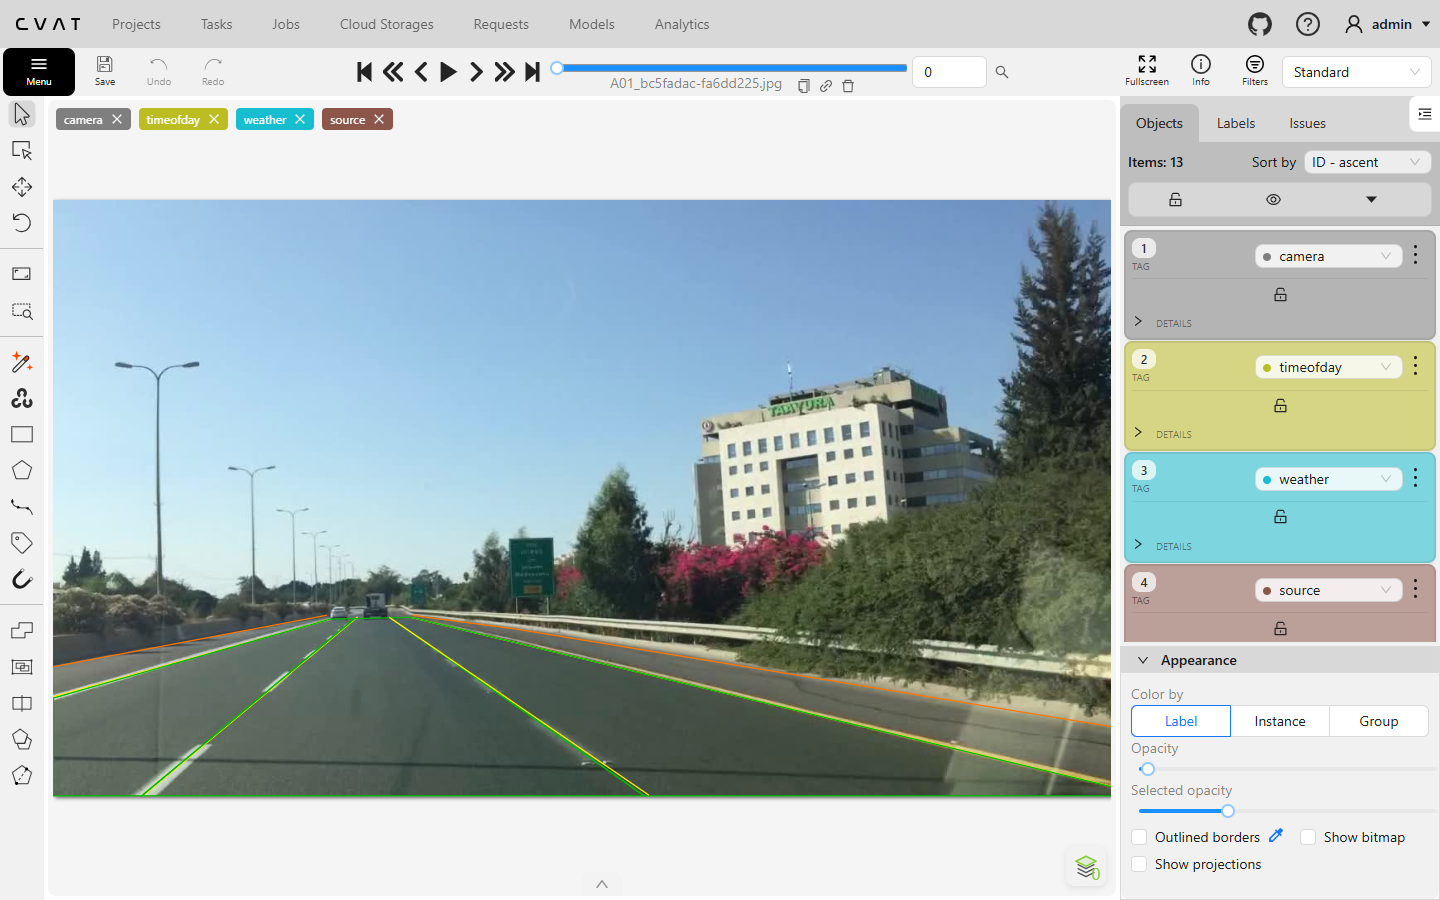 CVAT
Projects
Tasks
Jobs
Cloud Storages
Requests
Models
Analytics
admin
Menu
Save
Undo
Redo
A01_bc5fadac-fa6dd225.jpg
0
Fullscreen
Info
Filters
Standard
camera
timeofday
weather
source
TAAVURA
Objects
Labels
Issues
Items: 13
Sort by
ID - ascent
1
TAG
camera
DETAILS
2
TAG
timeofday
DETAILS
3
TAG
weather
DETAILS
4
TAG
source
Appearance
Color by
Label
Instance
Group
Opacity
Selected opacity
Outlined borders
Show bitmap
Show projections
0